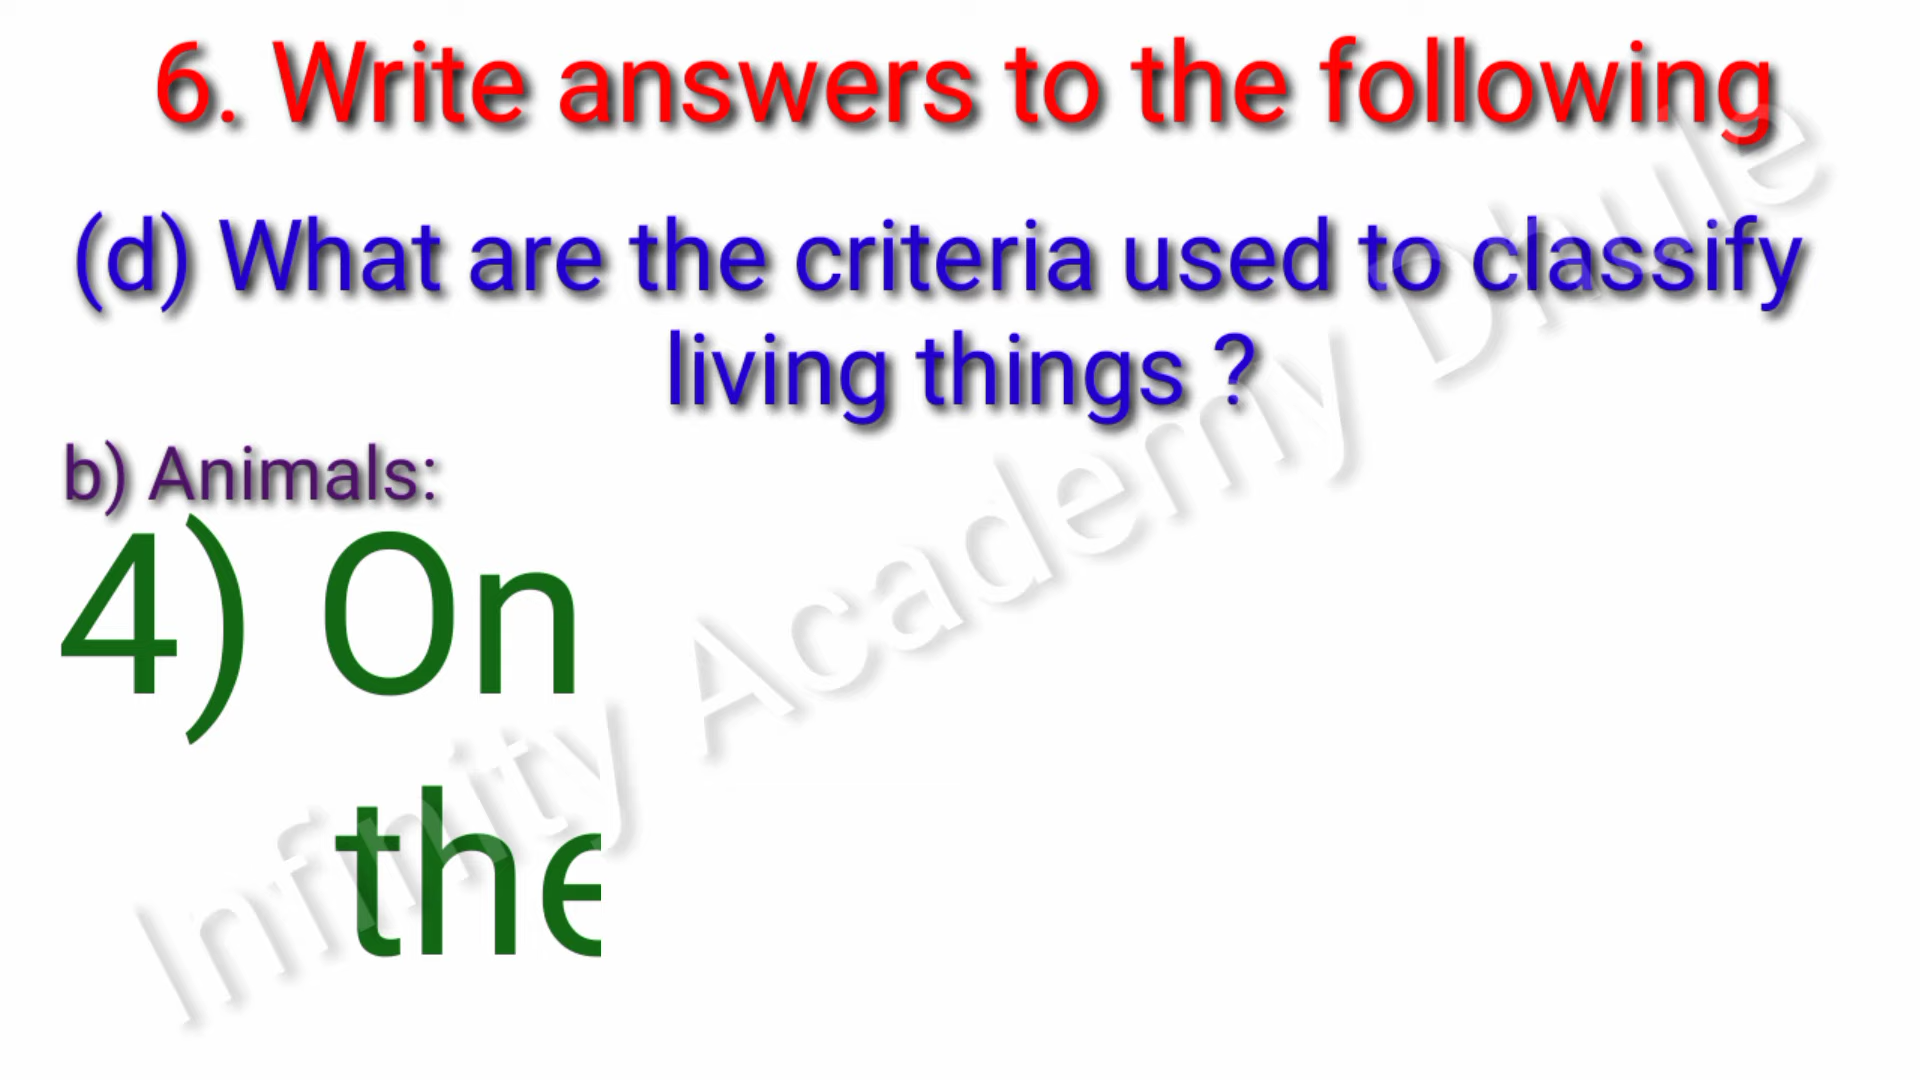 6. Write answers to the following
(d) What are the criteria used to classify
living things ?
b) Animals:
4) On
the
Infinity Academy Dhule